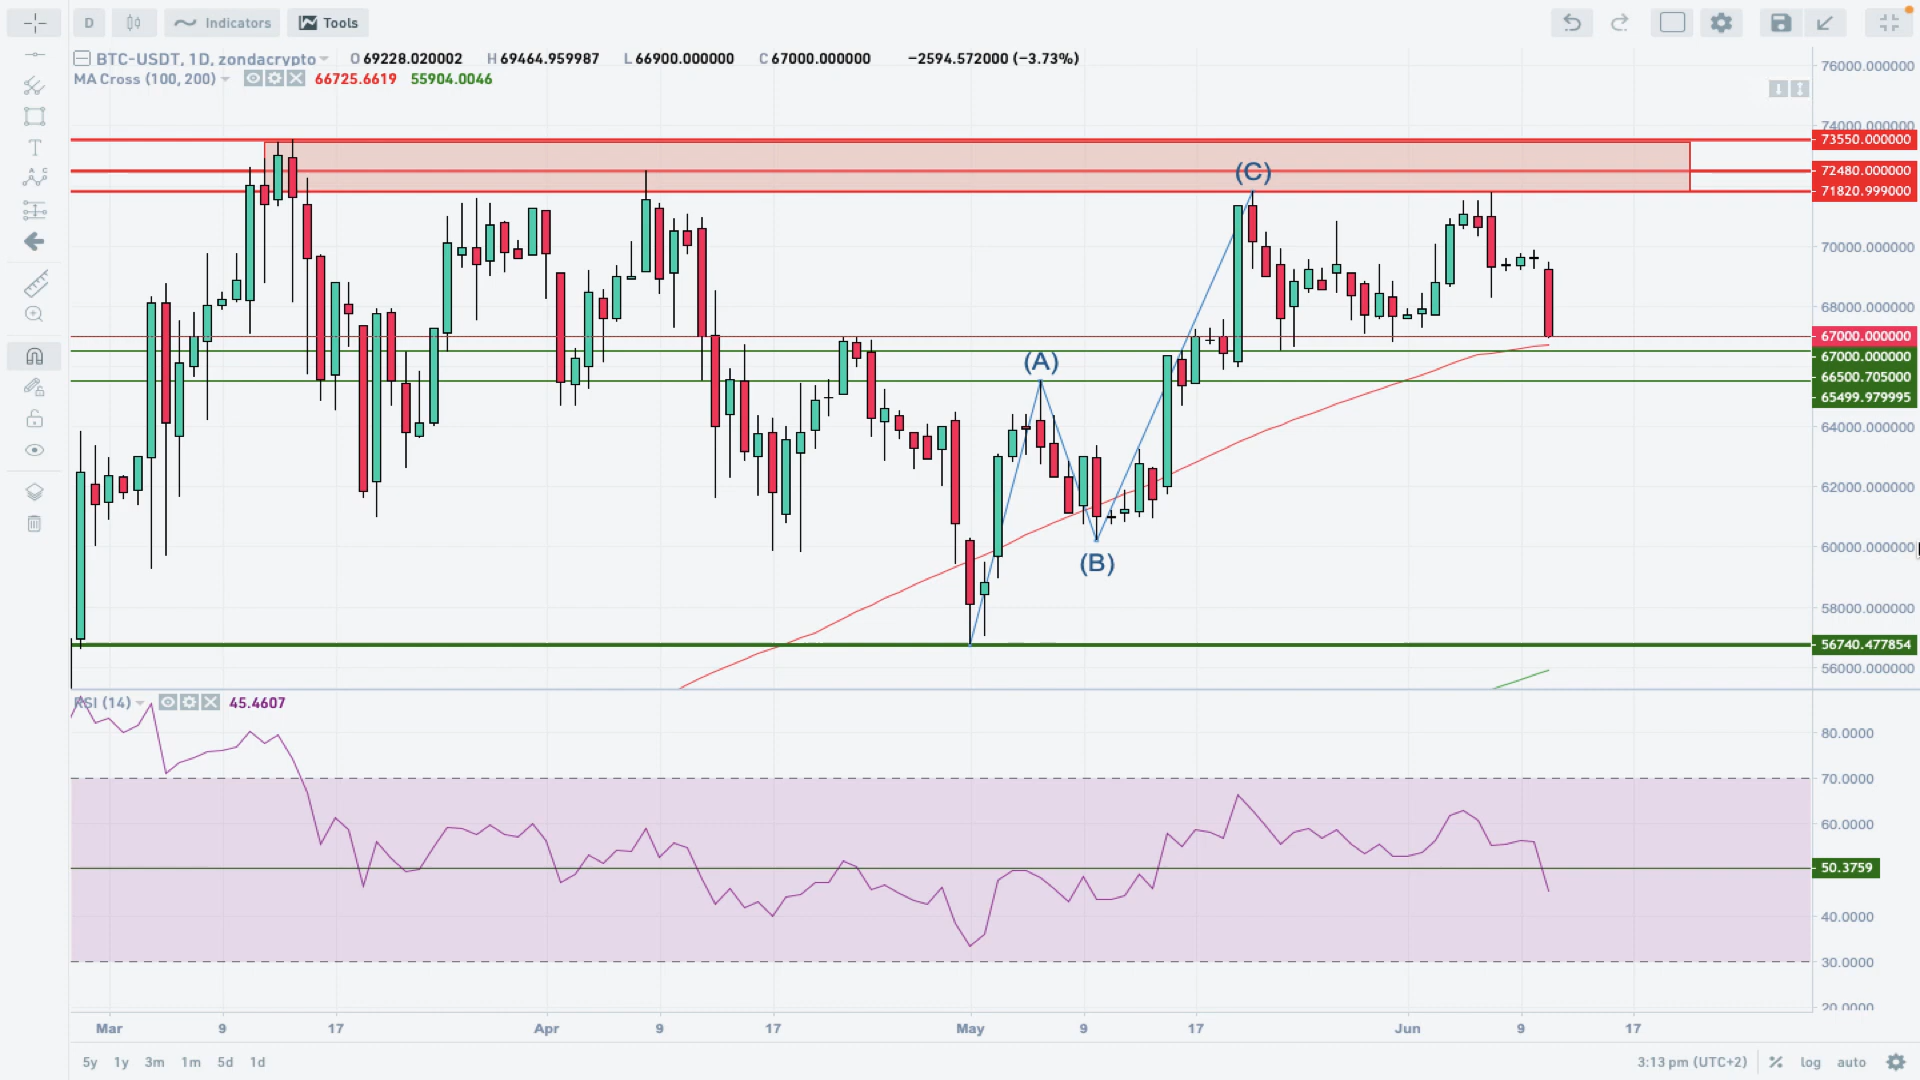 D Indicators Tools
BTC-USDT, 1D, zondacrypto O 69228.020002 H 69464.959987 L 66900.000000 C 67000.000000 −2594.572000 (−3.73%)
MA Cross (100, 200) 66725.6619 55904.0046
76000.000000
74000.000000
73550.000000
72480.000000
71820.999000
70000.000000
68000.000000
67000.000000
67000.000000
66500.705000
65499.979995
64000.000000
62000.000000
60000.000000
58000.000000
56740.477854
56000.000000
(C)
(A)
(B)
T
RSI (14) 45.4607
80.0000
70.0000
60.0000
50.3759
40.0000
30.0000
20.0000
Mar 9 17 Apr 9 17 May 9 17 Jun 9 17
5y 1y 3m 1m 5d 1d 3:13 pm (UTC+2) % log auto